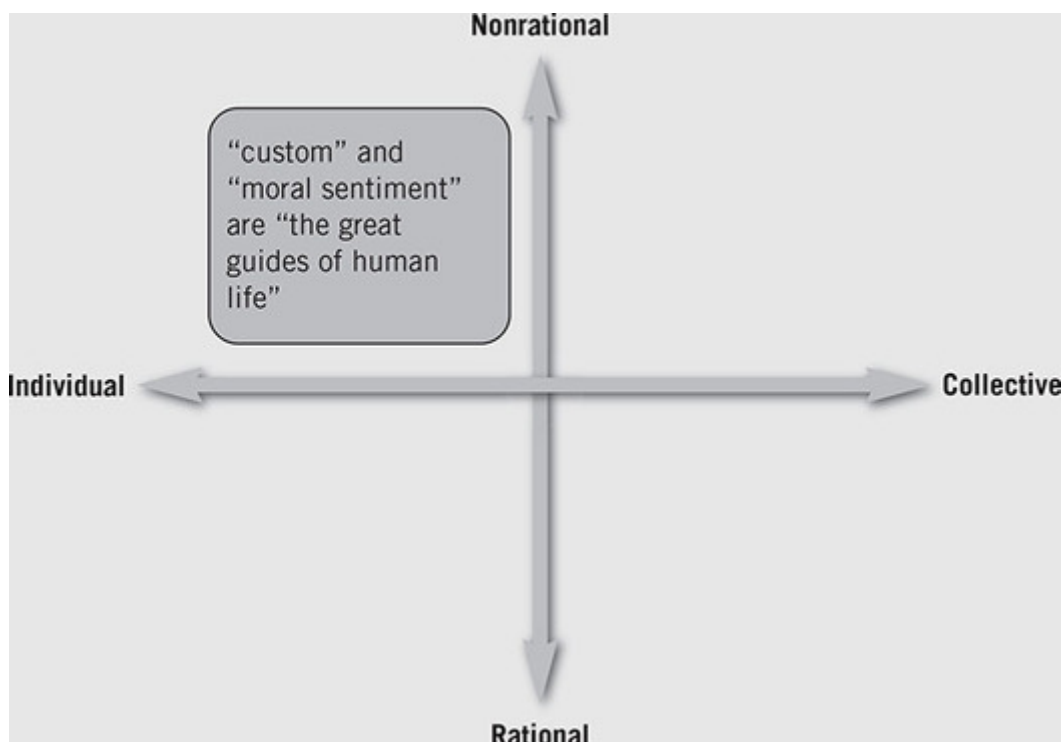 Nonrational
“custom” and
“moral sentiment”
are “the great
guides of human
life”
Individual
Collective
Rational